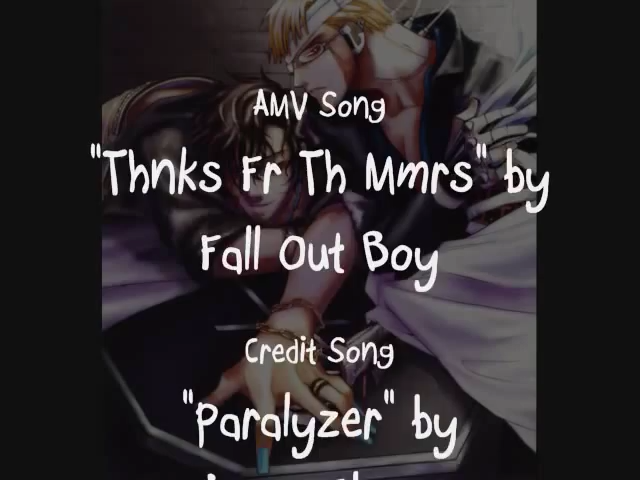 AMV Song
"Thnks Fr Th Mmrs" by
Fall Out Boy
Credit Song
"Paralyzer" by